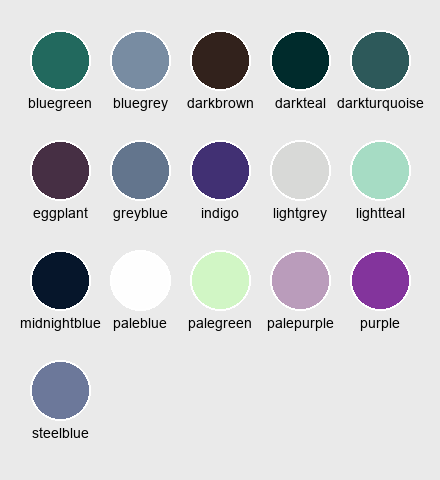 bluegreen bluegrey darkbrown darkteal darkturquoise
eggplant greyblue indigo lightgrey lightteal
midnightblue paleblue palegreen palepurple purple
steelblue